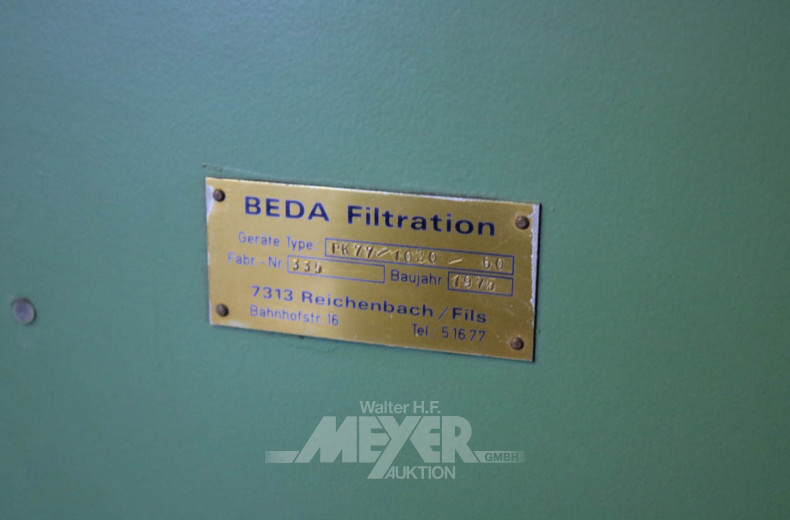 BEDA Filtration
Geräte Type
Fabr.-Nr
Baujahr
7313 Reichenbach/Fils
Bahnhofstr. 16 Tel. 51677
Walter H.F.
MEYER
AUKTION GMBH